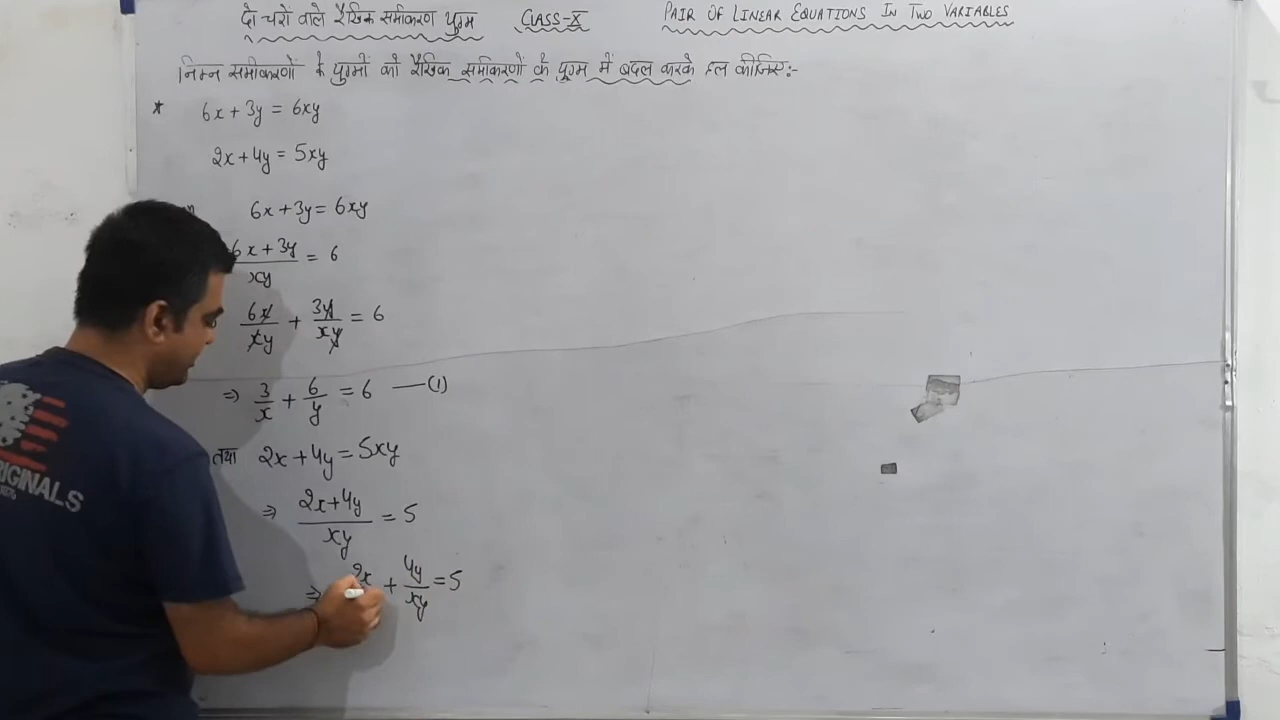 दो चरों वाले रैखिक समीकरण युग्म CLASS-X PAIR OF LINEAR EQUATIONS IN TWO VARIABLES
निम्न समीकरणों के युग्मों को रैखिक समीकरणों के युग्म में बदल करके हल कीजिए:-
* 6x + 3y = 6xy
2x + 4y = 5xy
6x + 3y = 6xy
6x + 3y / xy = 6
6x/xy + 3y/xy = 6
⇒ 3/x + 6/y = 6 —(1)
तथा 2x + 4y = 5xy
⇒ 2x + 4y / xy = 5
⇒ 2x + 4y/xy = 5
RIGINALS